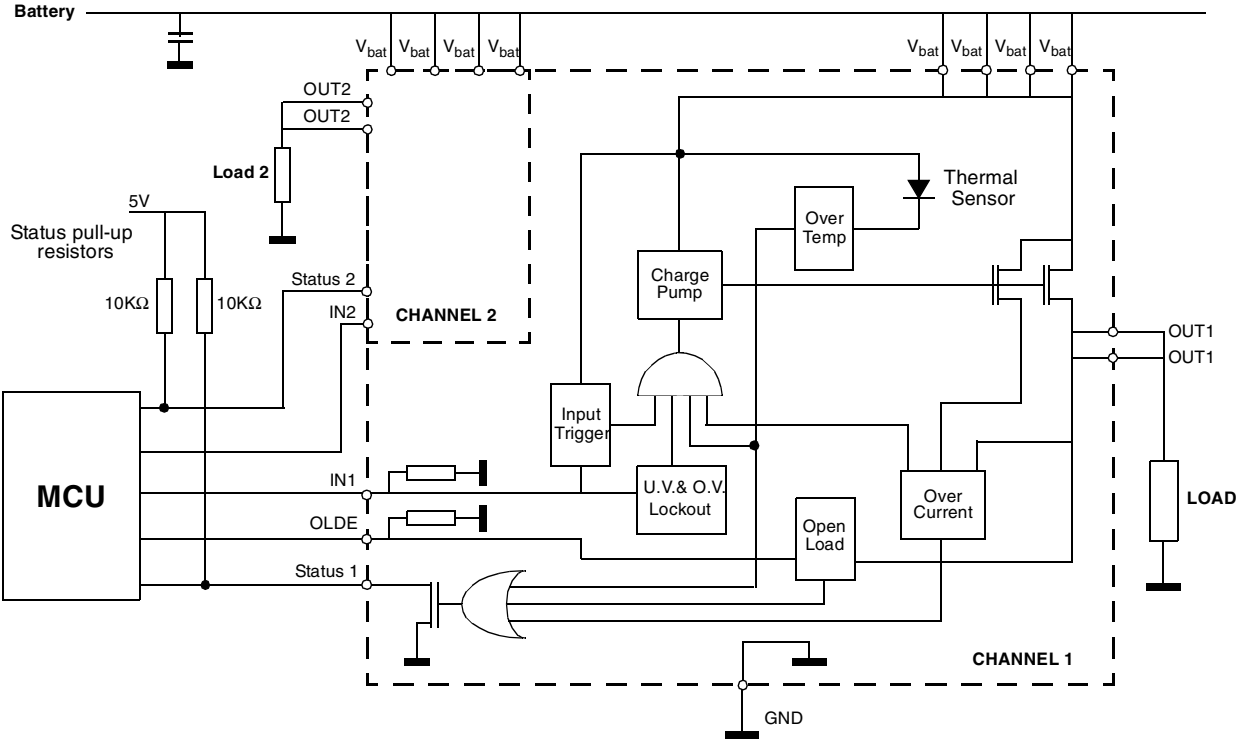 Battery
Vbat Vbat Vbat Vbat
Vbat Vbat Vbat Vbat
OUT2
OUT2
Load 2
5V
Status pull-up
resistors
10KΩ
10KΩ
Status 2
IN2
CHANNEL 2
Thermal
Sensor
Over
Temp
Charge
Pump
OUT1
OUT1
Input
Trigger
MCU
IN1
U.V.& O.V.
Lockout
Over
Current
LOAD
OLDE
Open
Load
Status 1
CHANNEL 1
GND